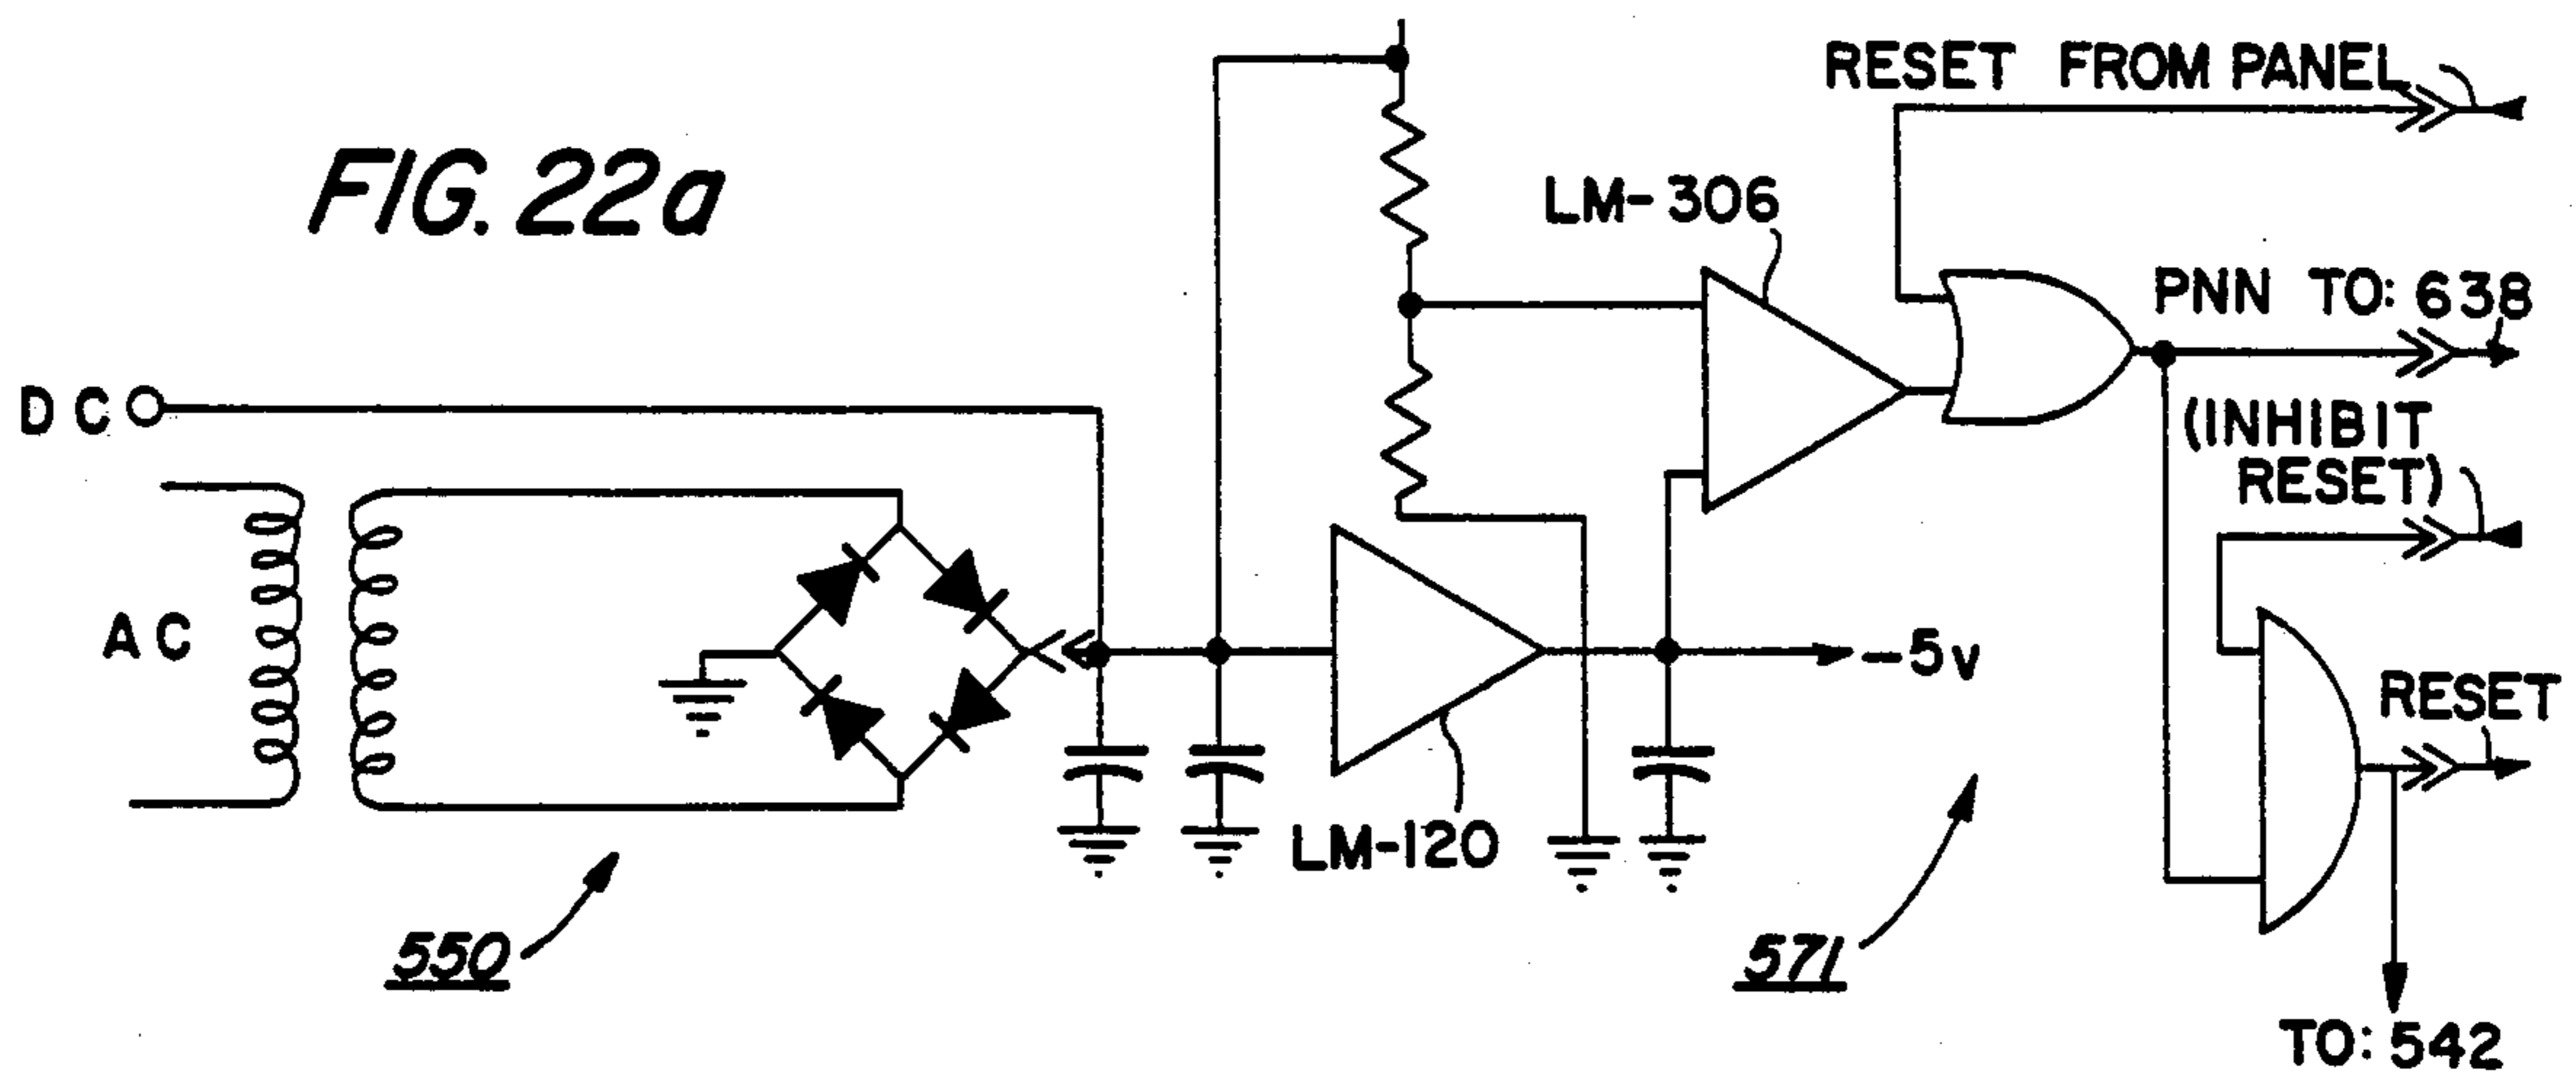 FIG. 22a
RESET FROM PANEL
LM-306
PNN TO: 638
DC
(INHIBIT
RESET)
AC
-5v
RESET
LM-120
550
571
TO: 542